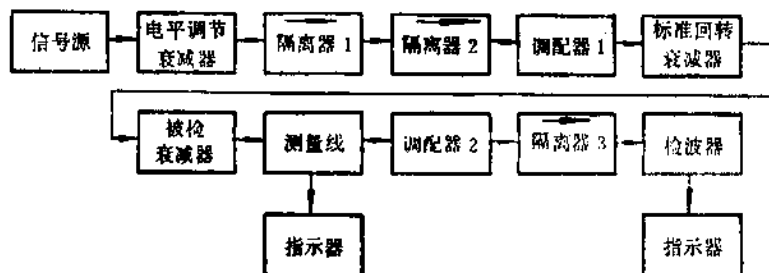 信号源
电平调节
衰减器
隔离器 1
隔离器 2
调配器 1
标准回转
衰减器
被检
衰减器
测量线
调配器 2
隔离器 3
检波器
指示器
指示器